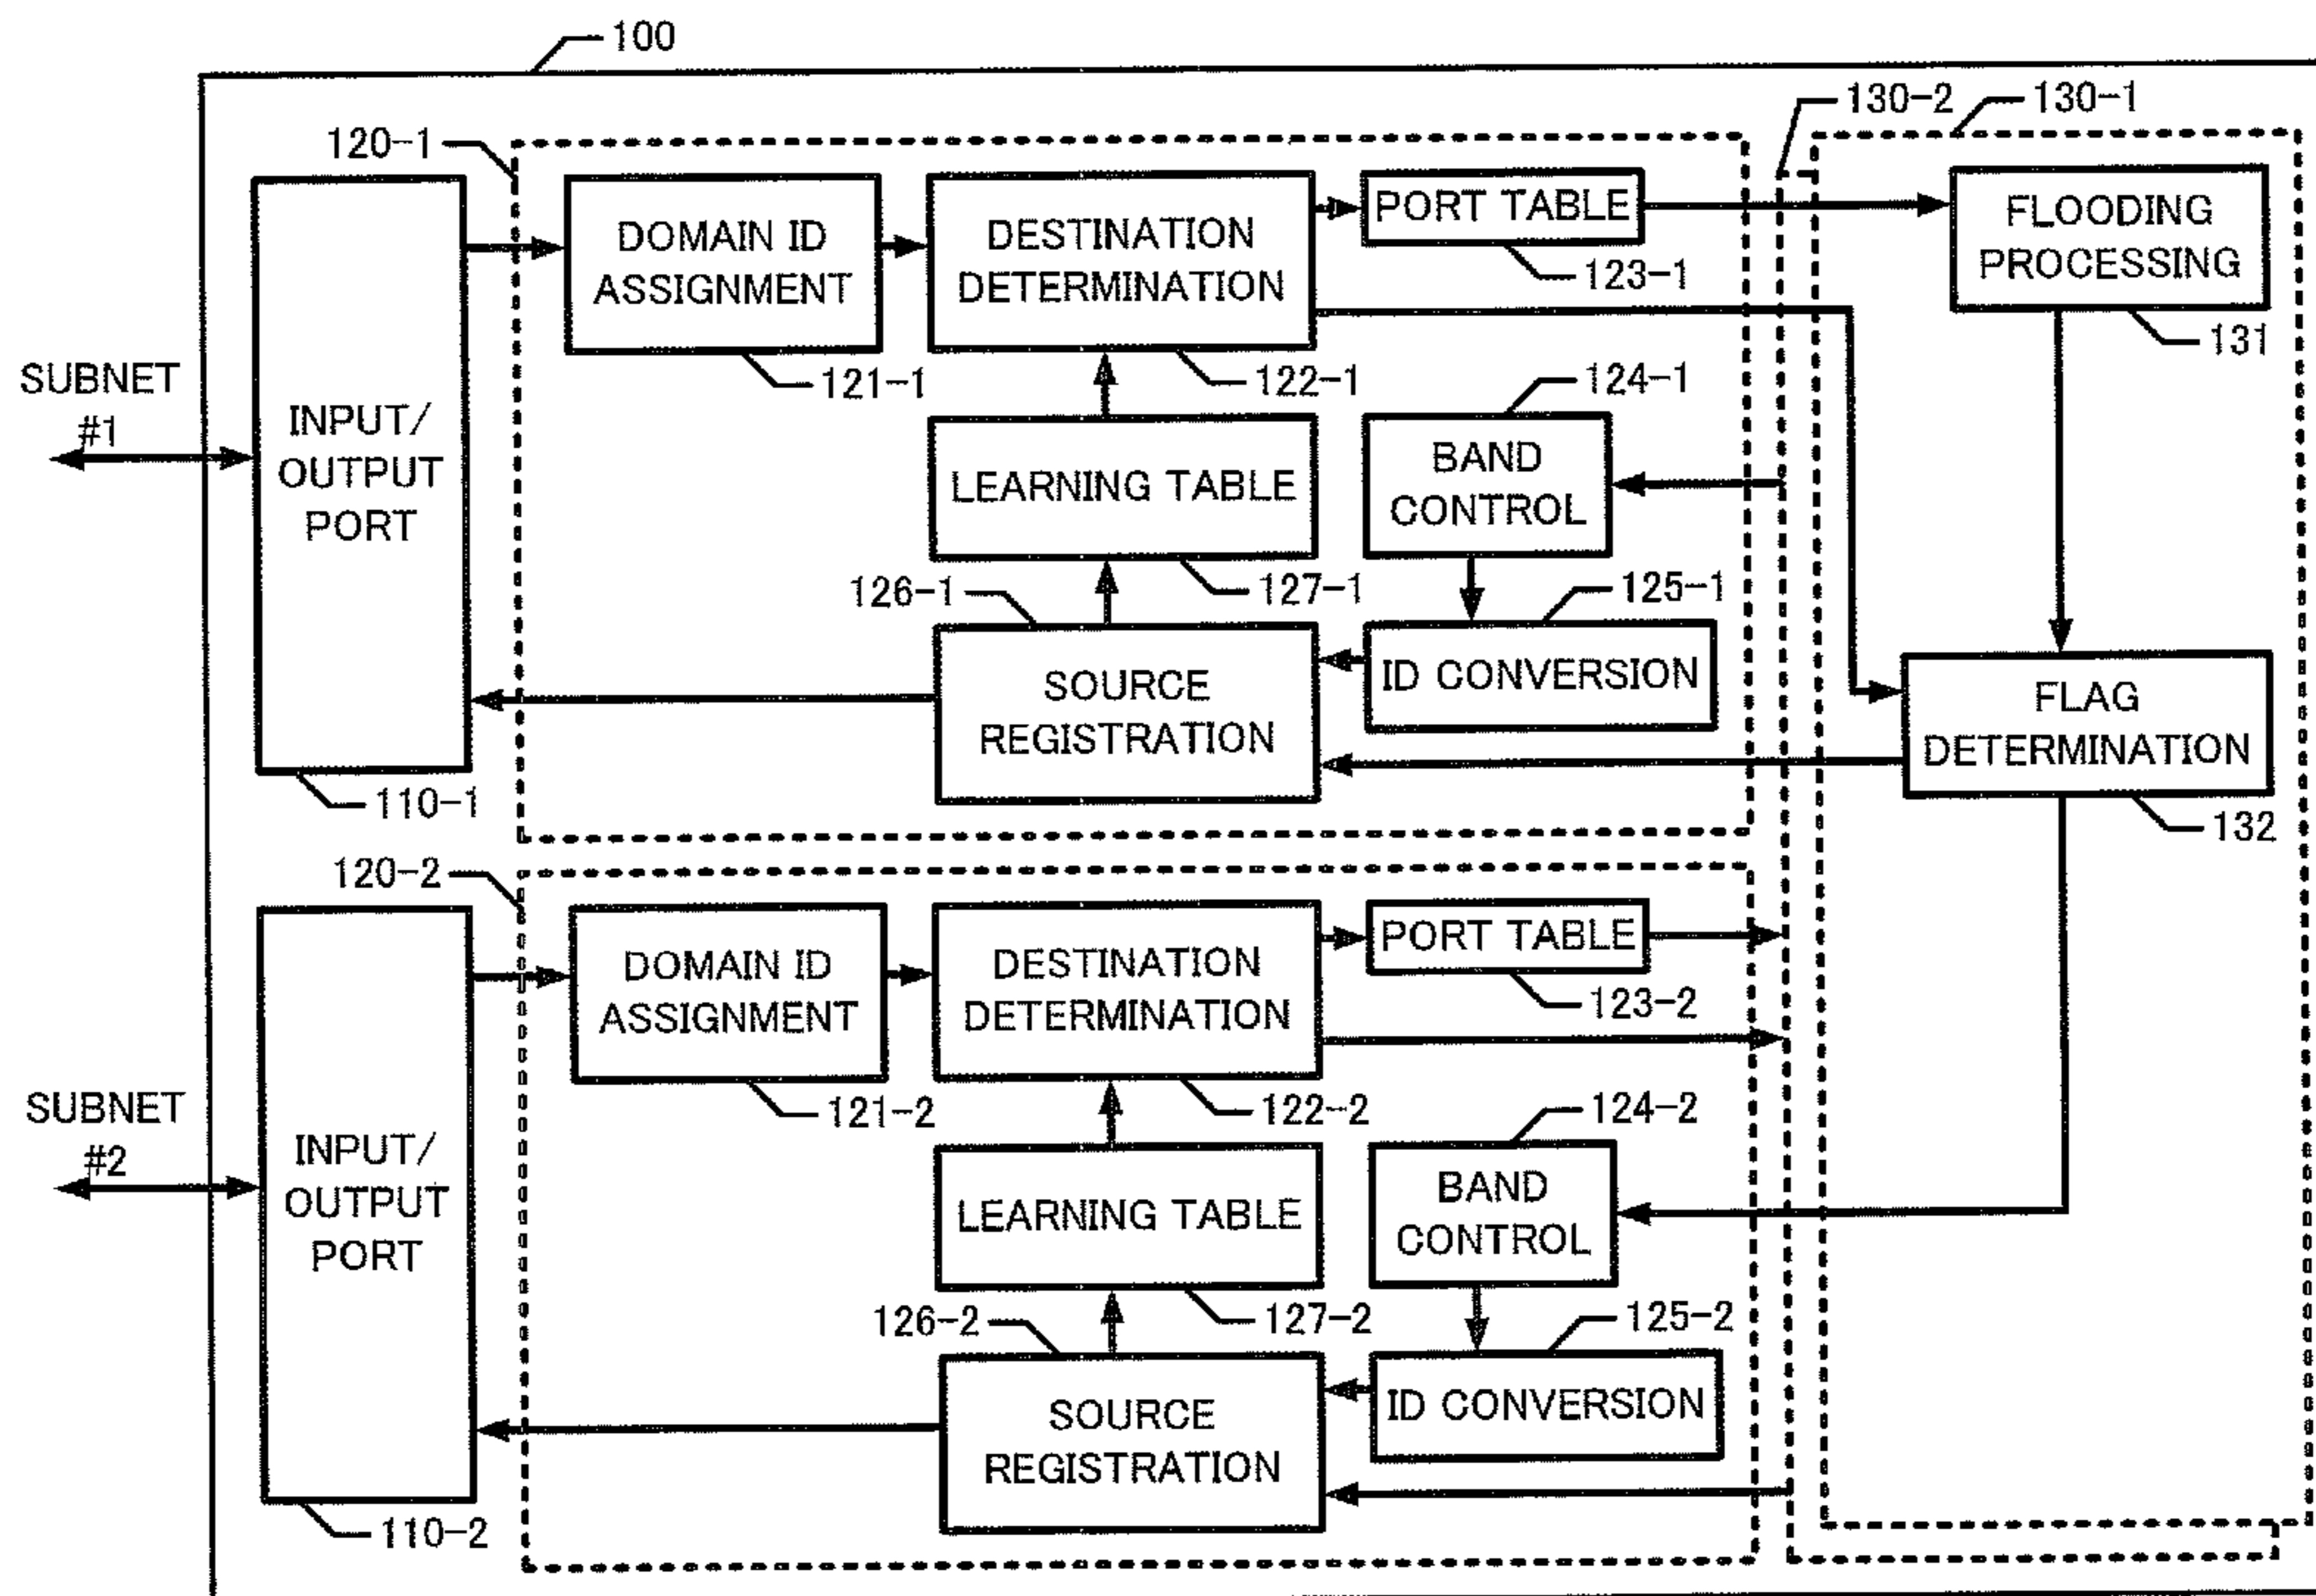 100
130-2
130-1
120-1
DOMAIN ID
ASSIGNMENT
DESTINATION
DETERMINATION
PORT TABLE
FLOODING
PROCESSING
123-1
131
SUBNET
#1
INPUT/
OUTPUT
PORT
121-1
122-1
124-1
LEARNING TABLE
BAND
CONTROL
126-1
127-1
125-1
SOURCE
REGISTRATION
ID CONVERSION
FLAG
DETERMINATION
110-1
132
120-2
DOMAIN ID
ASSIGNMENT
DESTINATION
DETERMINATION
PORT TABLE
123-2
SUBNET
#2
INPUT/
OUTPUT
PORT
121-2
122-2
124-2
LEARNING TABLE
BAND
CONTROL
126-2
127-2
125-2
SOURCE
REGISTRATION
ID CONVERSION
110-2